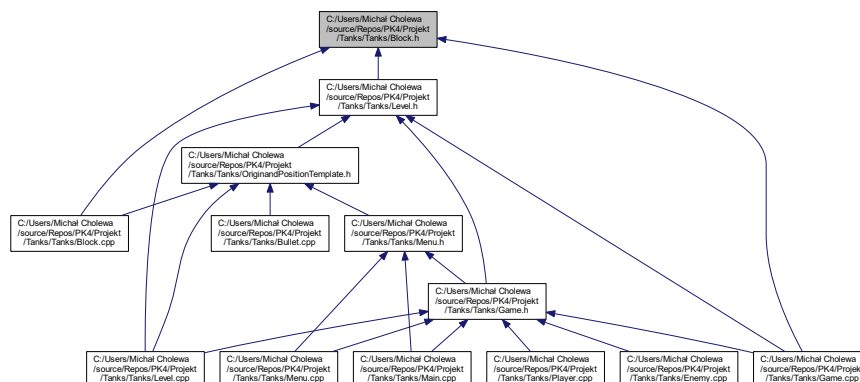 C:/Users/Michał Cholewa
/source/Repos/PK4/Projekt
/Tanks/Tanks/Block.h
C:/Users/Michał Cholewa
/source/Repos/PK4/Projekt
/Tanks/Tanks/Level.h
C:/Users/Michał Cholewa
/source/Repos/PK4/Projekt
/Tanks/Tanks/OriginandPositionTemplate.h
C:/Users/Michał Cholewa
/source/Repos/PK4/Projekt
/Tanks/Tanks/Block.cpp
C:/Users/Michał Cholewa
/source/Repos/PK4/Projekt
/Tanks/Tanks/Bullet.cpp
C:/Users/Michał Cholewa
/source/Repos/PK4/Projekt
/Tanks/Tanks/Menu.h
C:/Users/Michał Cholewa
/source/Repos/PK4/Projekt
/Tanks/Tanks/Game.h
C:/Users/Michał Cholewa
/source/Repos/PK4/Projekt
/Tanks/Tanks/Level.cpp
C:/Users/Michał Cholewa
/source/Repos/PK4/Projekt
/Tanks/Tanks/Menu.cpp
C:/Users/Michał Cholewa
/source/Repos/PK4/Projekt
/Tanks/Tanks/Main.cpp
C:/Users/Michał Cholewa
/source/Repos/PK4/Projekt
/Tanks/Tanks/Player.cpp
C:/Users/Michał Cholewa
/source/Repos/PK4/Projekt
/Tanks/Tanks/Enemy.cpp
C:/Users/Michał Cholewa
/source/Repos/PK4/Projekt
/Tanks/Tanks/Game.cpp